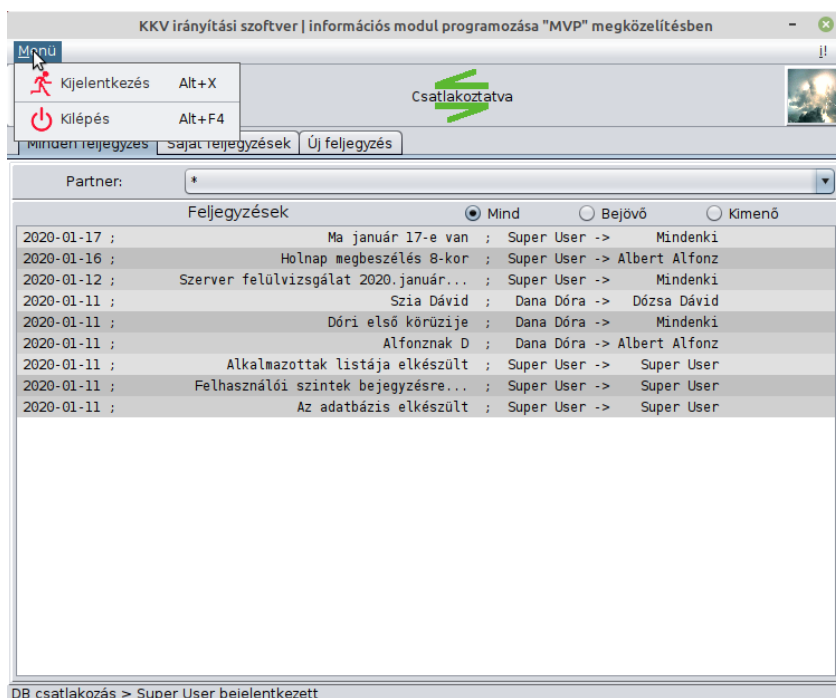 KKV irányítási szoftver | információs modul programozása "MVP" megközelítésben
Menü i!
Kijelentkezés Alt+X
Kilépés Alt+F4
Csatlakoztatva
Minden feljegyzés Saját feljegyzések Új feljegyzés
Partner: *
Feljegyzések Mind Bejövő Kimenő
2020-01-17 ; Ma január 17-e van ; Super User -> Mindenki
2020-01-16 ; Holnap megbeszélés 8-kor ; Super User -> Albert Alfonz
2020-01-12 ; Szerver felülvizsgálat 2020.január... ; Super User -> Mindenki
2020-01-11 ; Szia Dávid ; Dana Dóra -> Dózsa Dávid
2020-01-11 ; Dóri első körüzije ; Dana Dóra -> Mindenki
2020-01-11 ; Alfonznak D ; Dana Dóra -> Albert Alfonz
2020-01-11 ; Alkalmazottak listája elkészült ; Super User -> Super User
2020-01-11 ; Felhasználói szintek bejegyzésre... ; Super User -> Super User
2020-01-11 ; Az adatbázis elkészült ; Super User -> Super User
DB csatlakozás > Super User bejelentkezett